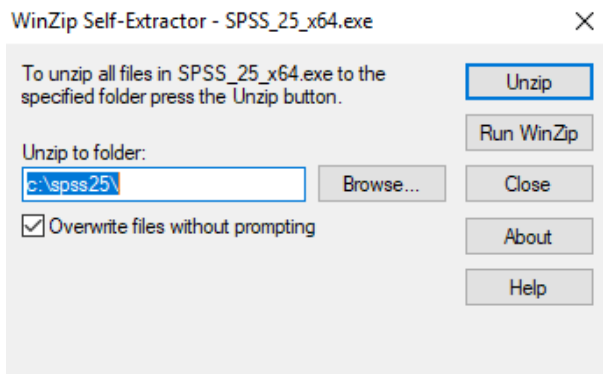 WinZip Self-Extractor - SPSS_25_x64.exe
To unzip all files in SPSS_25_x64.exe to the
specified folder press the Unzip button.
Unzip to folder:
c:\spss25\
Browse...
Overwrite files without prompting
Unzip
Run WinZip
Close
About
Help